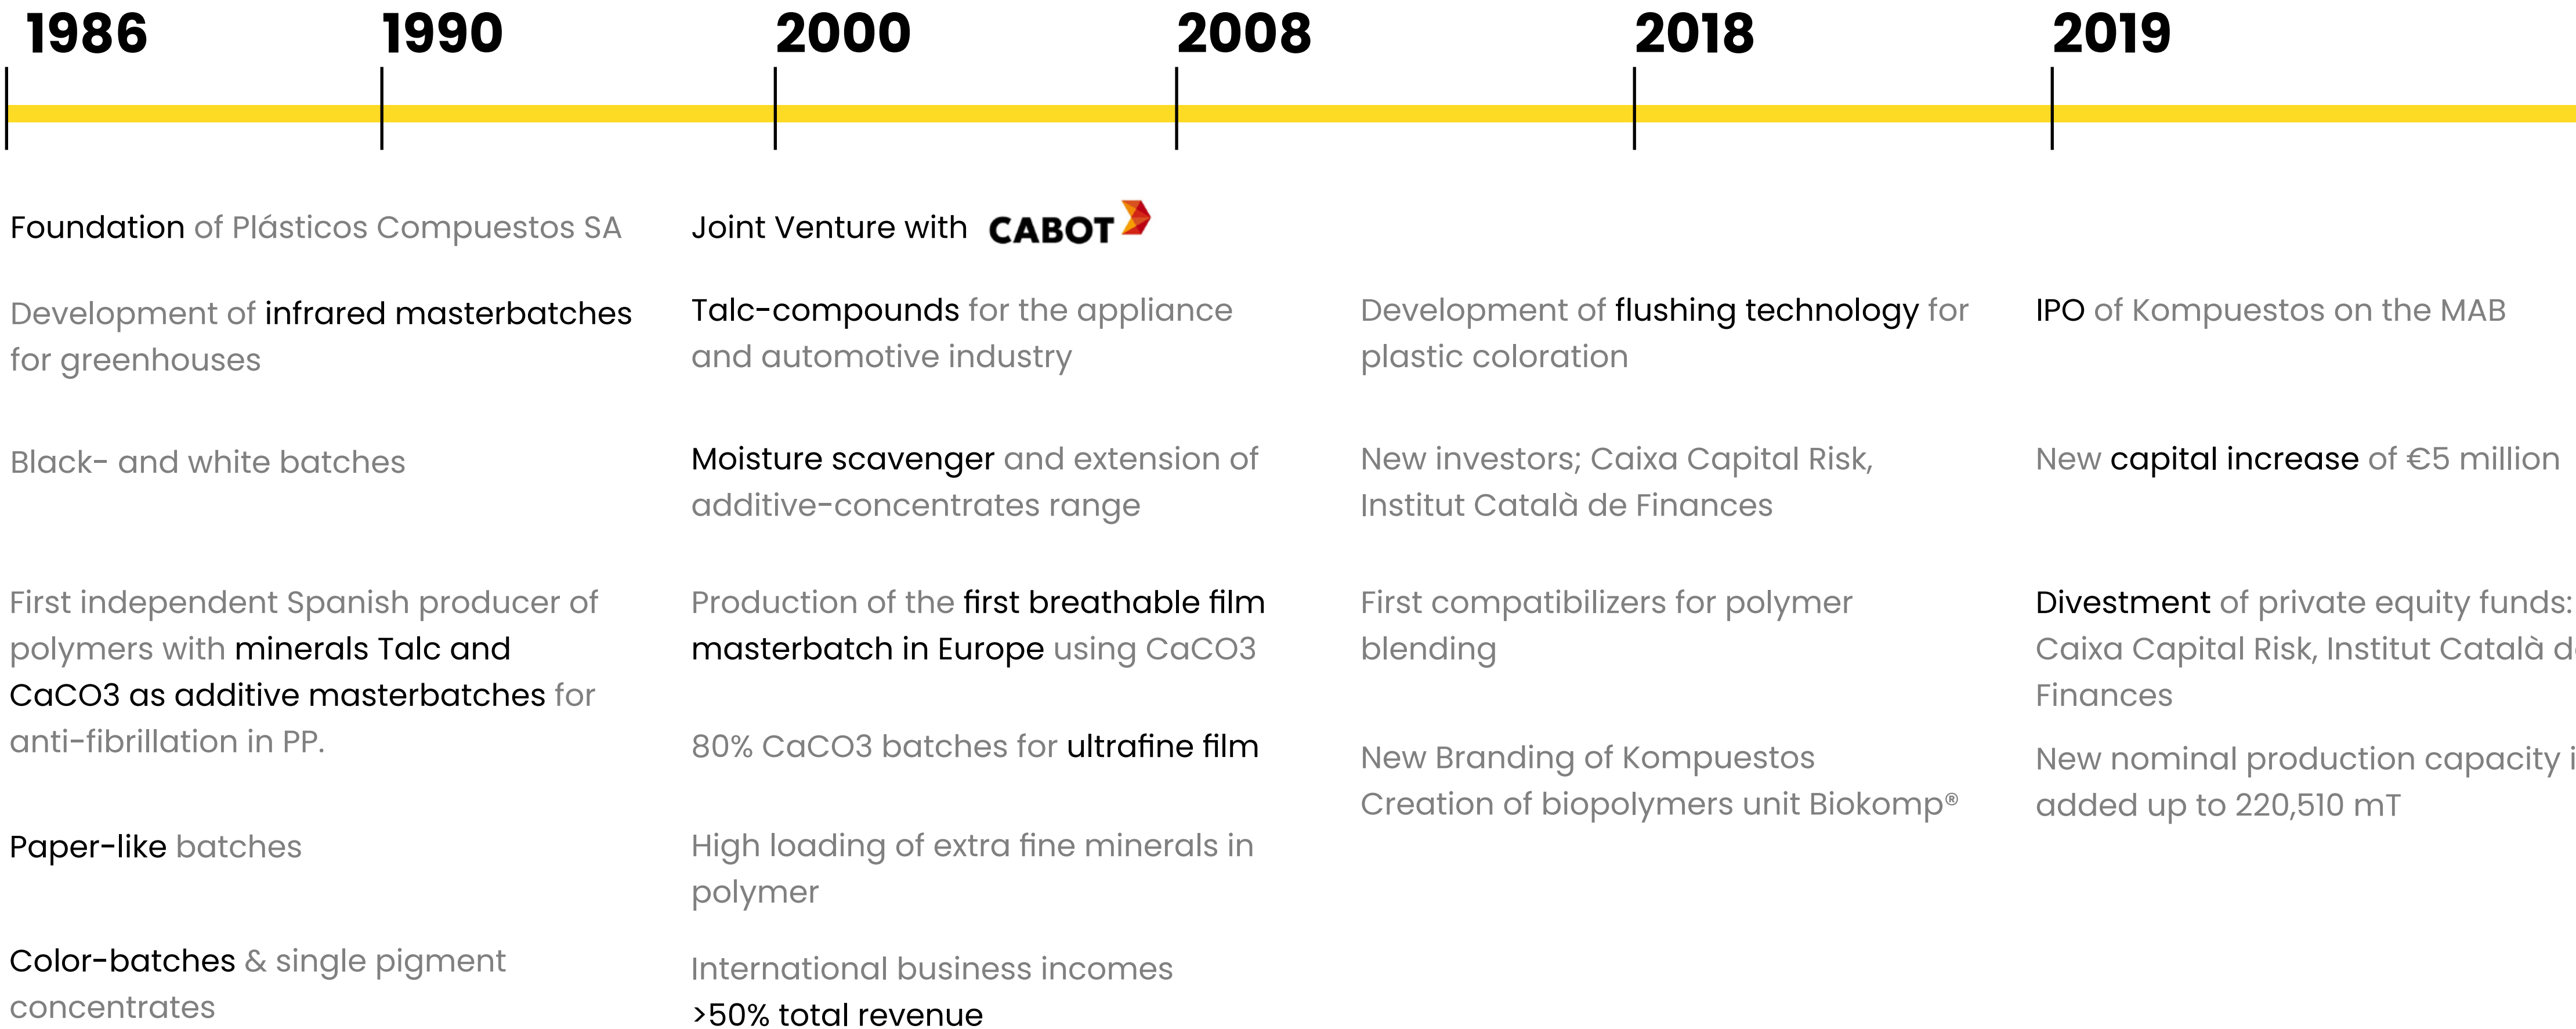 1986
1990
2000
2008
2018
2019
Foundation of Plásticos Compuestos SA
Development of infrared masterbatches
for greenhouses
Black- and white batches
First independent Spanish producer of
polymers with minerals Talc and
CaCO3 as additive masterbatches for
anti-fibrillation in PP.
Paper-like batches
Color-batches & single pigment
concentrates
Joint Venture with CABOT
Talc-compounds for the appliance
and automotive industry
Moisture scavenger and extension of
additive-concentrates range
Production of the first breathable film
masterbatch in Europe using CaCO3
80% CaCO3 batches for ultrafine film
High loading of extra fine minerals in
polymer
International business incomes
>50% total revenue
Development of flushing technology for
plastic coloration
New investors; Caixa Capital Risk,
Institut Català de Finances
First compatibilizers for polymer
blending
New Branding of Kompuestos
Creation of biopolymers unit Biokomp®
IPO of Kompuestos on the MAB
New capital increase of €5 million
Divestment of private equity funds:
Caixa Capital Risk, Institut Català
Finances
New nominal production capacity
added up to 220,510 mT